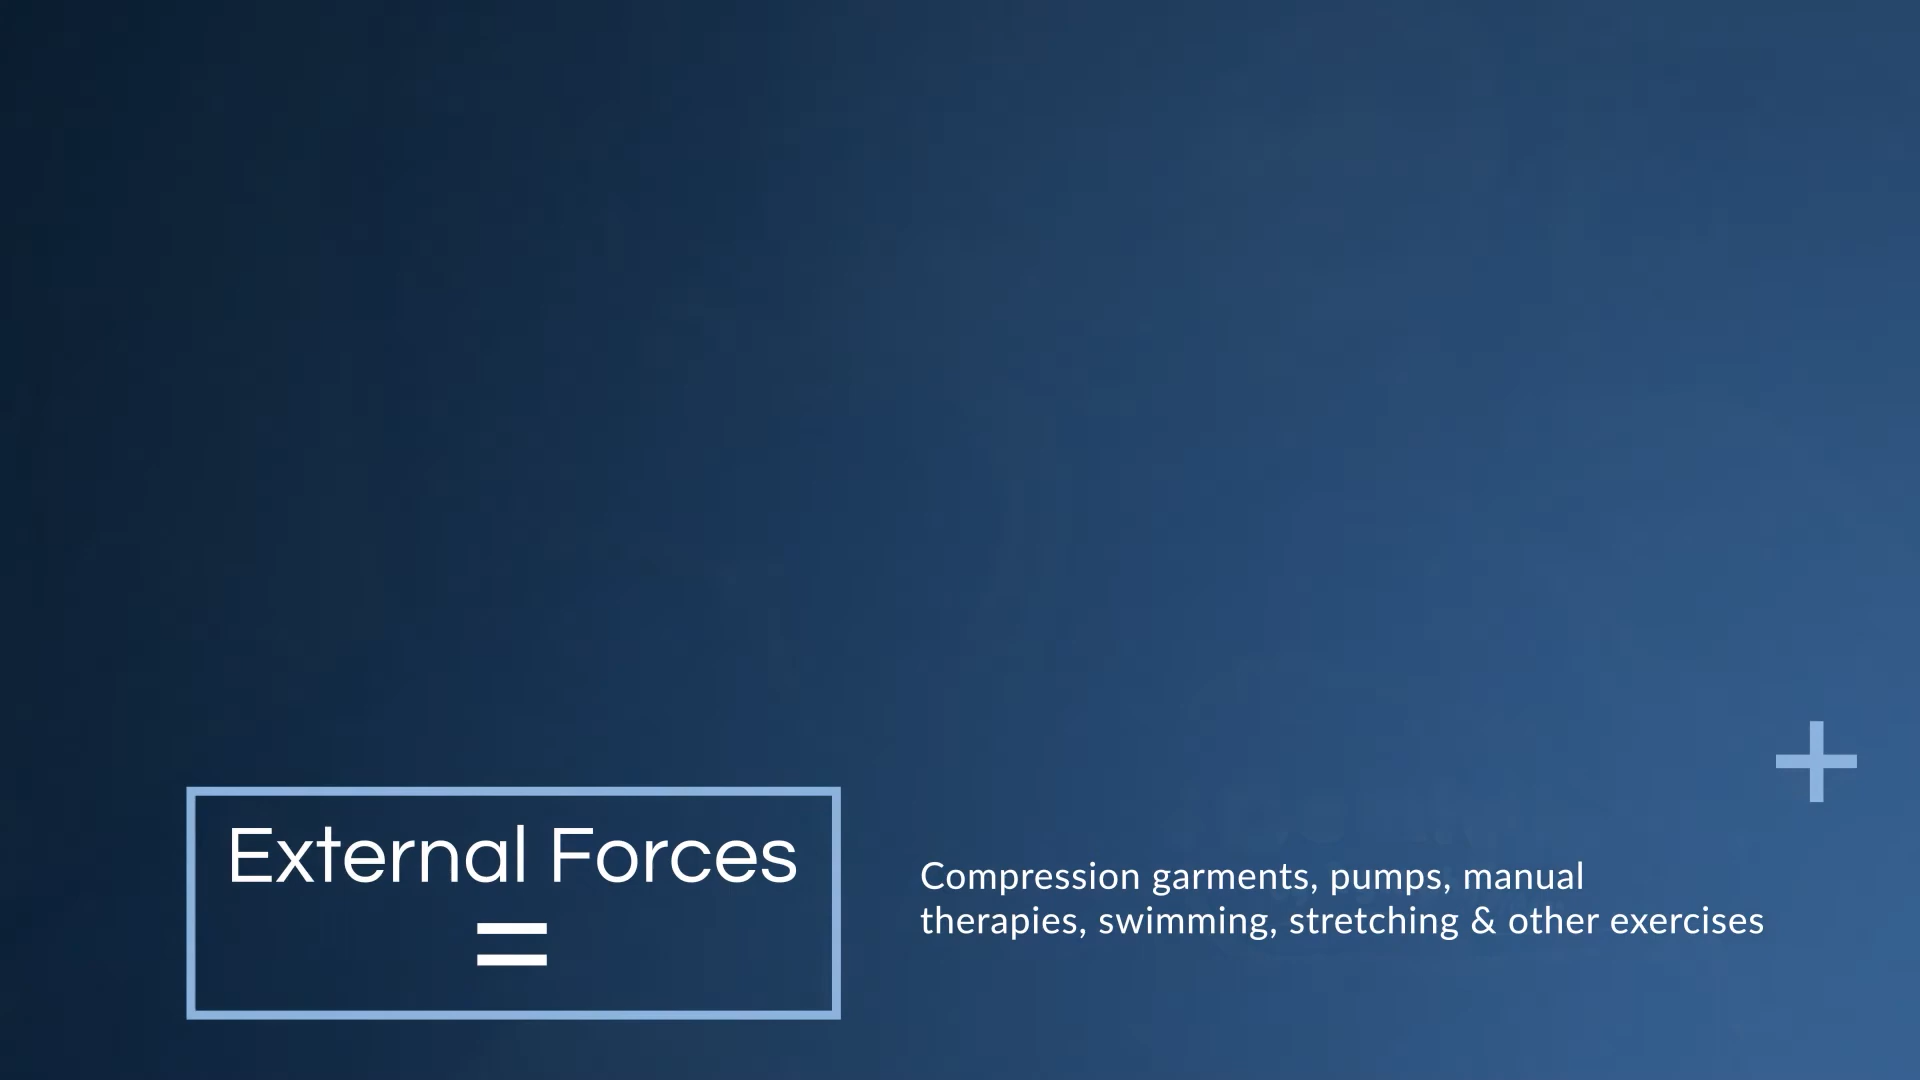 External Forces
=
Compression garments, pumps, manual
therapies, swimming, stretching & other exercises
+